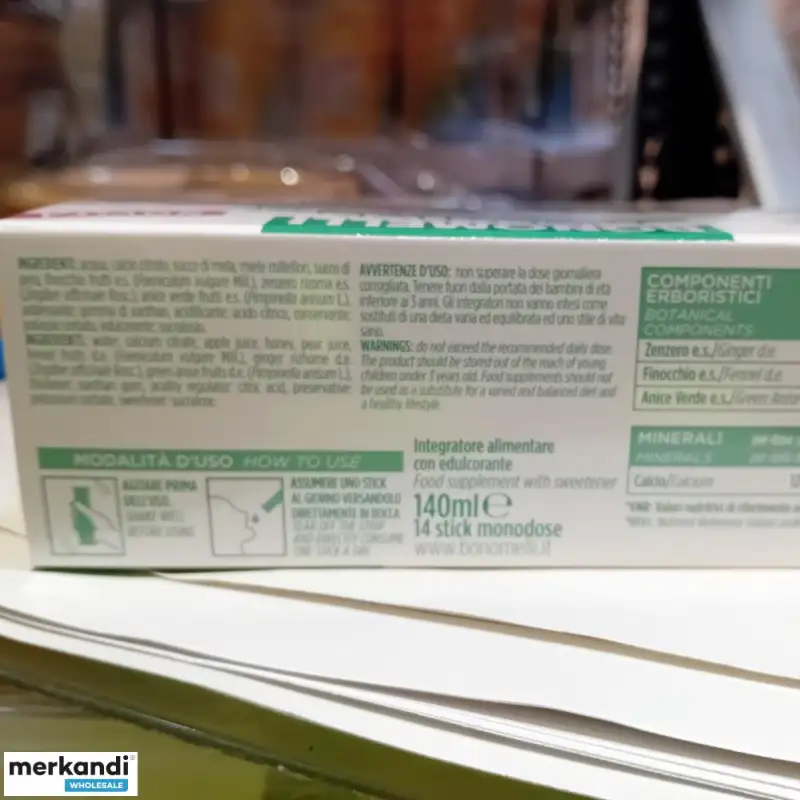 INGREDIENTI: acqua, calcio citrato, succo di mela, miele millefiori, succo di
pera, finocchio frutti e.s. (Foeniculum vulgare Mill.), zenzero rizoma e.s.
(Zingiber officinale Rosc.), anice verde frutti e.s. (Pimpinella anisum L.),
addensante: gomma di xanthan, acidificante: acido citrico, conservante:
potassio sorbato, edulcorante: sucralosio.
INGREDIENTS: water, calcium citrate, apple juice, honey, pear juice,
fennel fruits d.e. (Foeniculum vulgare Mill.), ginger rizhome d.e.
(Zingiber officinale Rosc.), green anise fruits d.e. (Pimpinella anisum L.),
thickener: xanthan gum, acidity regulator: citric acid, preservative:
potassium sorbate, sweetener: sucralose.
AVVERTENZE D'USO: non superare la dose giornaliera
consigliata. Tenere fuori dalla portata dei bambini di età
inferiore ai 3 anni. Gli integratori non vanno intesi come
sostituti di una dieta varia ed equilibrata ed uno stile di vita
sano.
WARNINGS: do not exceed the recommended daily dose.
The product should be stored out of the reach of young
children under 3 years old. Food supplements should not
be used as a substitute for a varied and balanced diet and
a healthy lifestyle.
COMPONENTI
ERBORISTICI
BOTANICAL
COMPONENTS
Zenzero e.s./Ginger d.e.
Finocchio e.s./Fennel d.e.
Anice Verde e.s./Green
MINERALI
MINERALS
Calcio/Calcium
Valori nutritivi di riferimento
MODALITÀ D'USO HOW TO USE
AGITARE PRIMA
DELL'USO.
SHAKE WELL
BEFORE USING
ASSUMERE UNO STICK
AL GIORNO VERSANDOLO
DIRETTAMENTE IN BOCCA
TEAR OFF THE STRIP
AND DIRECTLY CONSUME
ONE STICK A DAY
Integratore alimentare
con edulcorante
Food supplement with sweetener
140ml e
14 stick monodose
www.bonomelli.it
merkandi
WHOLESALE